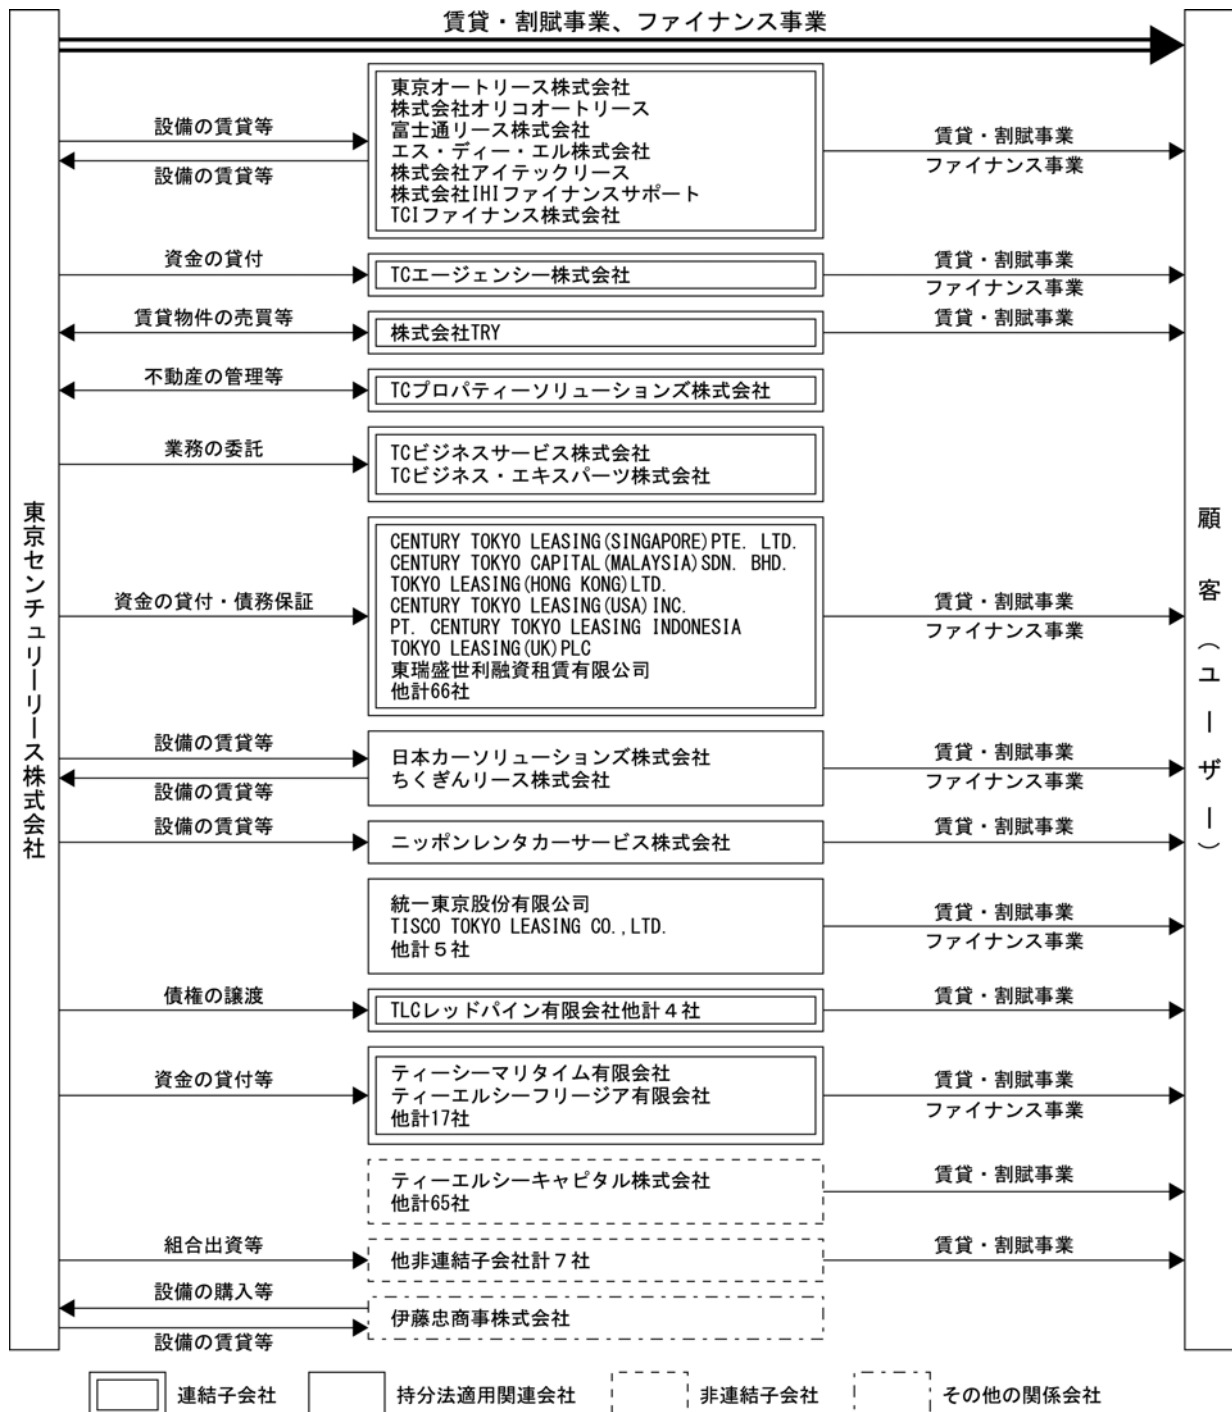 賃貸・割賦事業、ファイナンス事業
東京センチュリーリース株式会社
顧客(ユーザー)
設備の賃貸等
設備の賃貸等
東京オートリース株式会社
株式会社オリコオートリース
富士通リース株式会社
エス・ディー・エル株式会社
株式会社アイテックリース
株式会社IHIファイナンスサポート
TCIファイナンス株式会社
賃貸・割賦事業
ファイナンス事業
資金の貸付
TCエージェンシー株式会社
賃貸・割賦事業
ファイナンス事業
賃貸物件の売買等
株式会社TRY
賃貸・割賦事業
不動産の管理等
TCプロパティーソリューションズ株式会社
業務の委託
TCビジネスサービス株式会社
TCビジネス・エキスパーツ株式会社
資金の貸付・債務保証
CENTURY TOKYO LEASING(SINGAPORE)PTE. LTD.
CENTURY TOKYO CAPITAL(MALAYSIA)SDN. BHD.
TOKYO LEASING(HONG KONG)LTD.
CENTURY TOKYO LEASING(USA)INC.
PT. CENTURY TOKYO LEASING INDONESIA
TOKYO LEASING(UK)PLC
東瑞盛世利融資租賃有限公司
他計66社
賃貸・割賦事業
ファイナンス事業
設備の賃貸等
設備の賃貸等
日本カーソリューションズ株式会社
ちくぎんリース株式会社
賃貸・割賦事業
ファイナンス事業
設備の賃貸等
ニッポンレンタカーサービス株式会社
賃貸・割賦事業
統一東京股份有限公司
TISCO TOKYO LEASING CO.,LTD.
他計5社
賃貸・割賦事業
ファイナンス事業
債権の譲渡
TLCレッドパイン有限会社他計4社
賃貸・割賦事業
資金の貸付等
ティーシーマリタイム有限会社
ティーエルシーフリージア有限会社
他計17社
賃貸・割賦事業
ファイナンス事業
ティーエルシーキャピタル株式会社
他計65社
賃貸・割賦事業
組合出資等
他非連結子会社計7社
賃貸・割賦事業
設備の購入等
設備の賃貸等
伊藤忠商事株式会社
連結子会社
持分法適用関連会社
非連結子会社
その他の関係会社